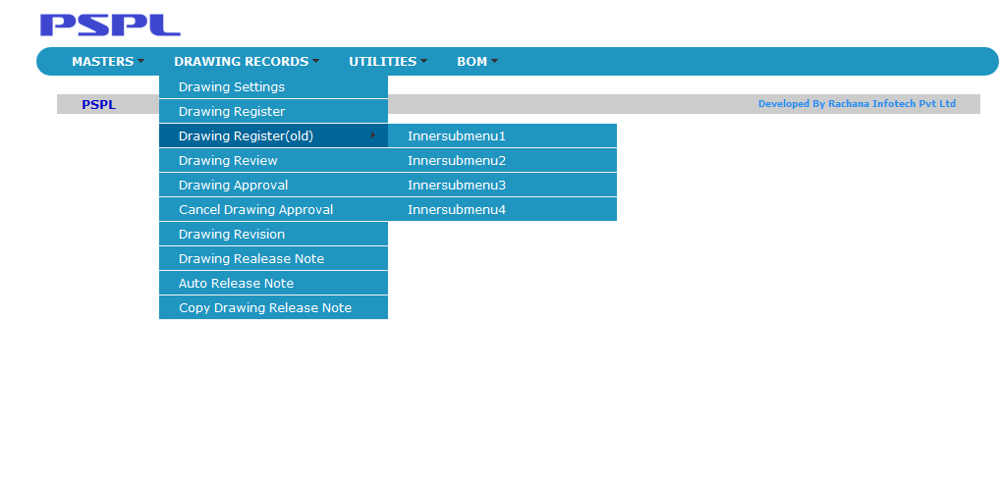 PSPL
MASTERS DRAWING RECORDS UTILITIES BOM
PSPL Developed By Rachana Infotech Pvt Ltd
Drawing Settings
Drawing Register
Drawing Register(old) Innersubmenu1
Drawing Review Innersubmenu2
Drawing Approval Innersubmenu3
Cancel Drawing Approval Innersubmenu4
Drawing Revision
Drawing Realease Note
Auto Release Note
Copy Drawing Release Note